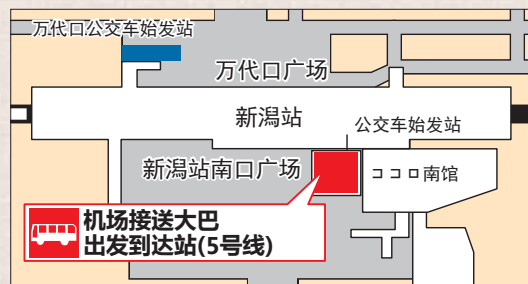 万代口公交车始发站
万代口广场
新潟站
公交车始发站
新潟站南口广场
ココロ南馆
机场接送大巴
出发到达站(5号线)